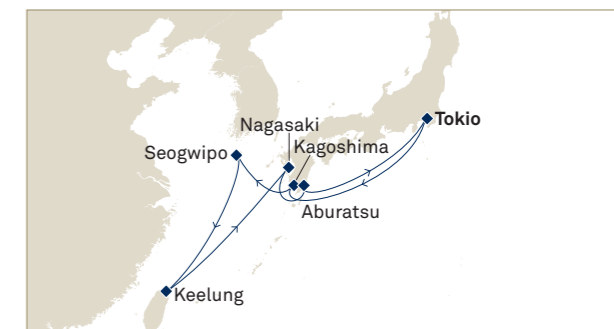 Tokio
Nagasaki
Kagoshima
Seogwipo
Aburatsu
Keelung